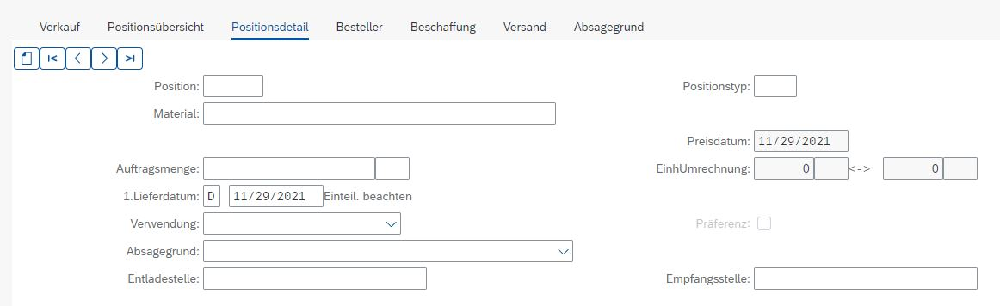 Verkauf Positionsübersicht Positionsdetail Besteller Beschaffung Versand Absagegrund
Position: Positionstyp:
Material:
Preisdatum: 11/29/2021
Auftragsmenge: EinhUmrechnung: 0 <-> 0
1.Lieferdatum: D 11/29/2021 Einteil. beachten
Verwendung: Präferenz:
Absagegrund:
Entladestelle: Empfangsstelle: